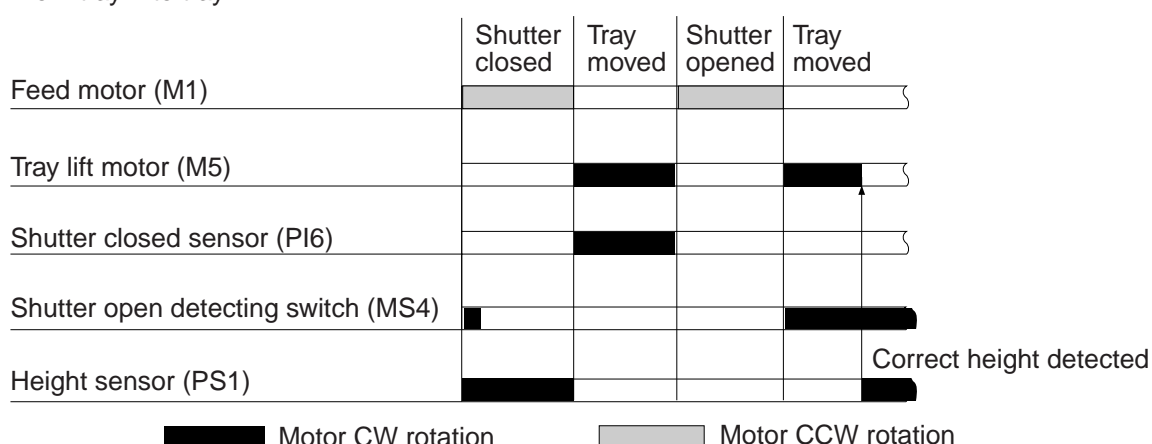 Shutter closed
Tray moved
Shutter opened
Tray moved
Feed motor (M1)
Tray lift motor (M5)
Shutter closed sensor (PI6)
Shutter open detecting switch (MS4)
Correct height detected
Height sensor (PS1)
Motor CW rotation
Motor CCW rotation